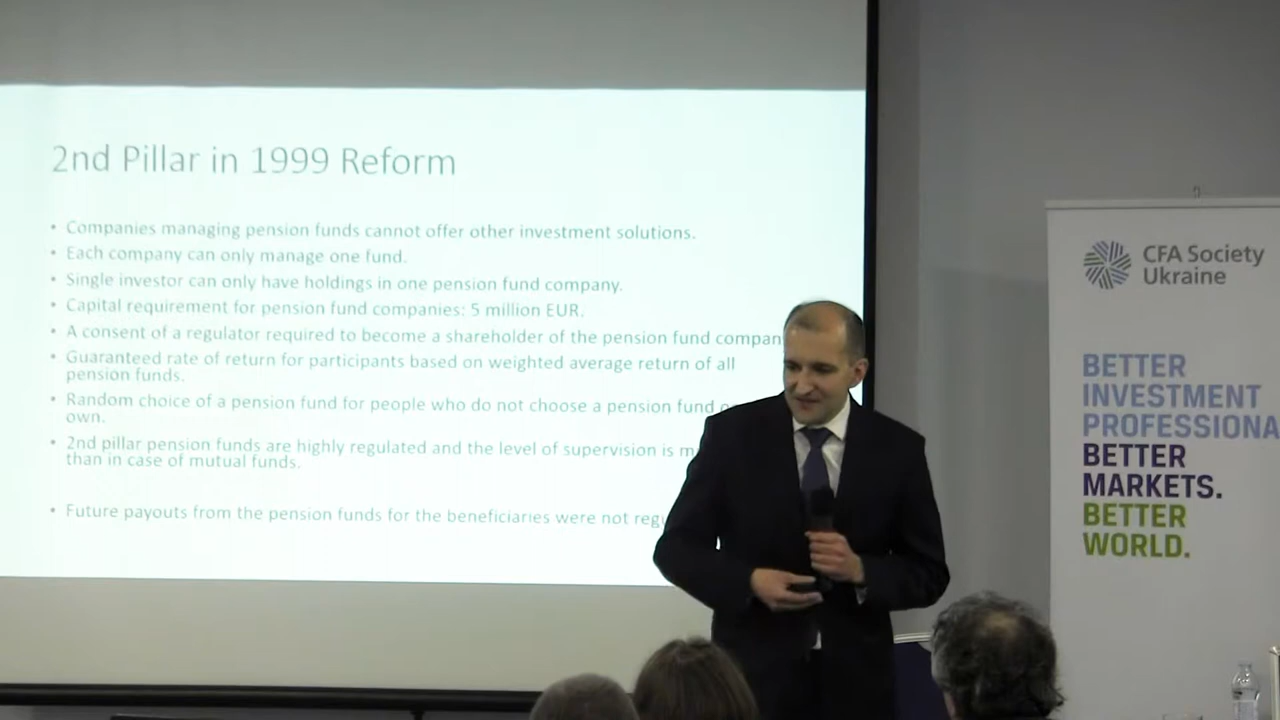 2nd Pillar in 1999 Reform
• Companies managing pension funds cannot offer other investment solutions.
• Each company can only manage one fund.
• Single investor can only have holdings in one pension fund company.
• Capital requirement for pension fund companies: 5 million EUR.
• A consent of a regulator required to become a shareholder of the pension fund compan
• Guaranteed rate of return for participants based on weighted average return of all
pension funds.
• Random choice of a pension fund for people who do not choose a pension fund
own.
• 2nd pillar pension funds are highly regulated and the level of supervision is
than in case of mutual funds.
• Future payouts from the pension funds for the beneficiaries were not
CFA Society
Ukraine
BETTER
INVESTMENT
PROFESSIONA
BETTER
MARKETS.
BETTER
WORLD.